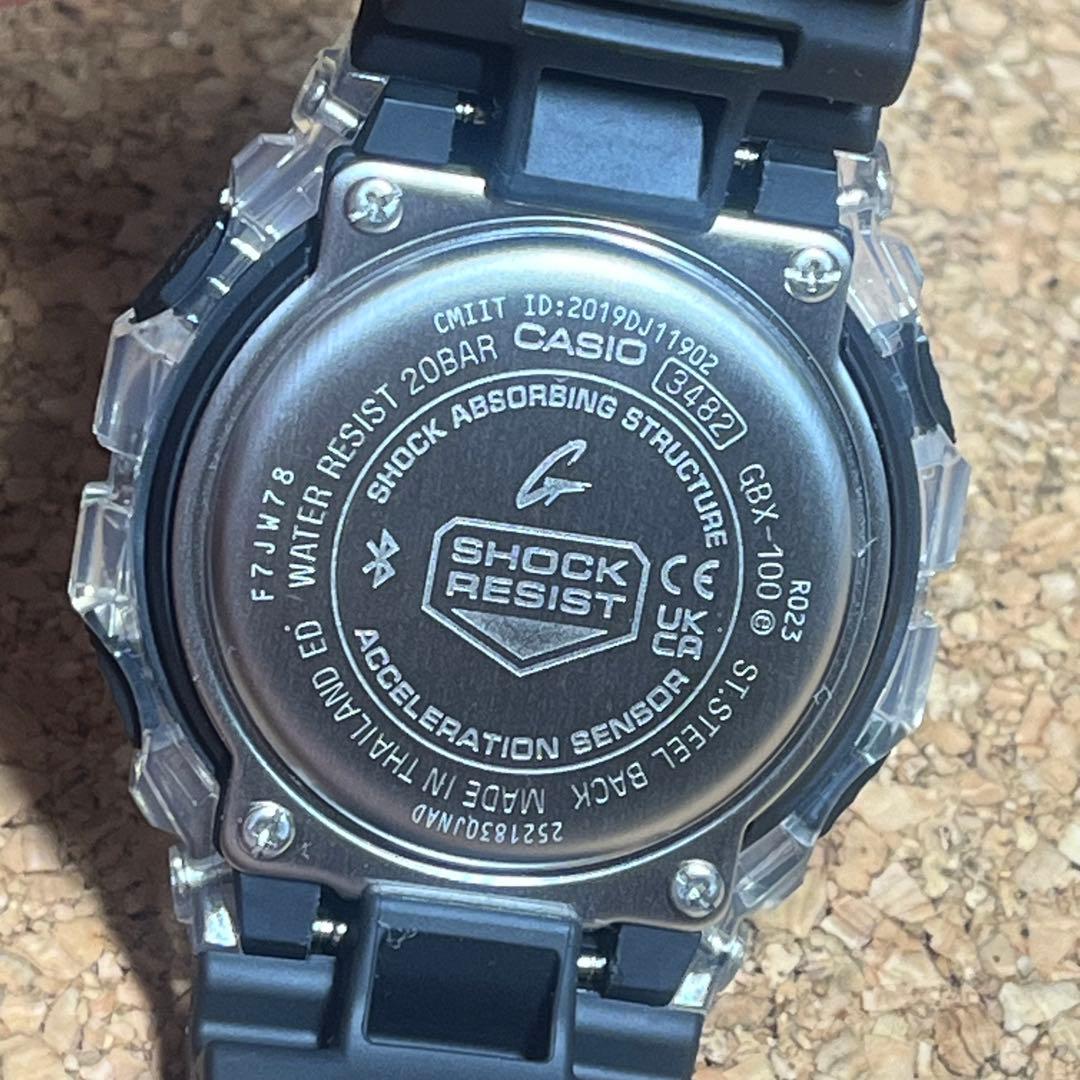 CMIIT ID:2019DJ11902
CASIO
3482
GBX-100 e
R023
F7JW78
WATER RESIST 20BAR
SHOCK ABSORBING STRUCTURE
G
SHOCK
RESIST
CE
UK
CA
ACCELERATION SENSOR
ST.STEEL BACK MADE IN THAILAND ED
252183QJNAD